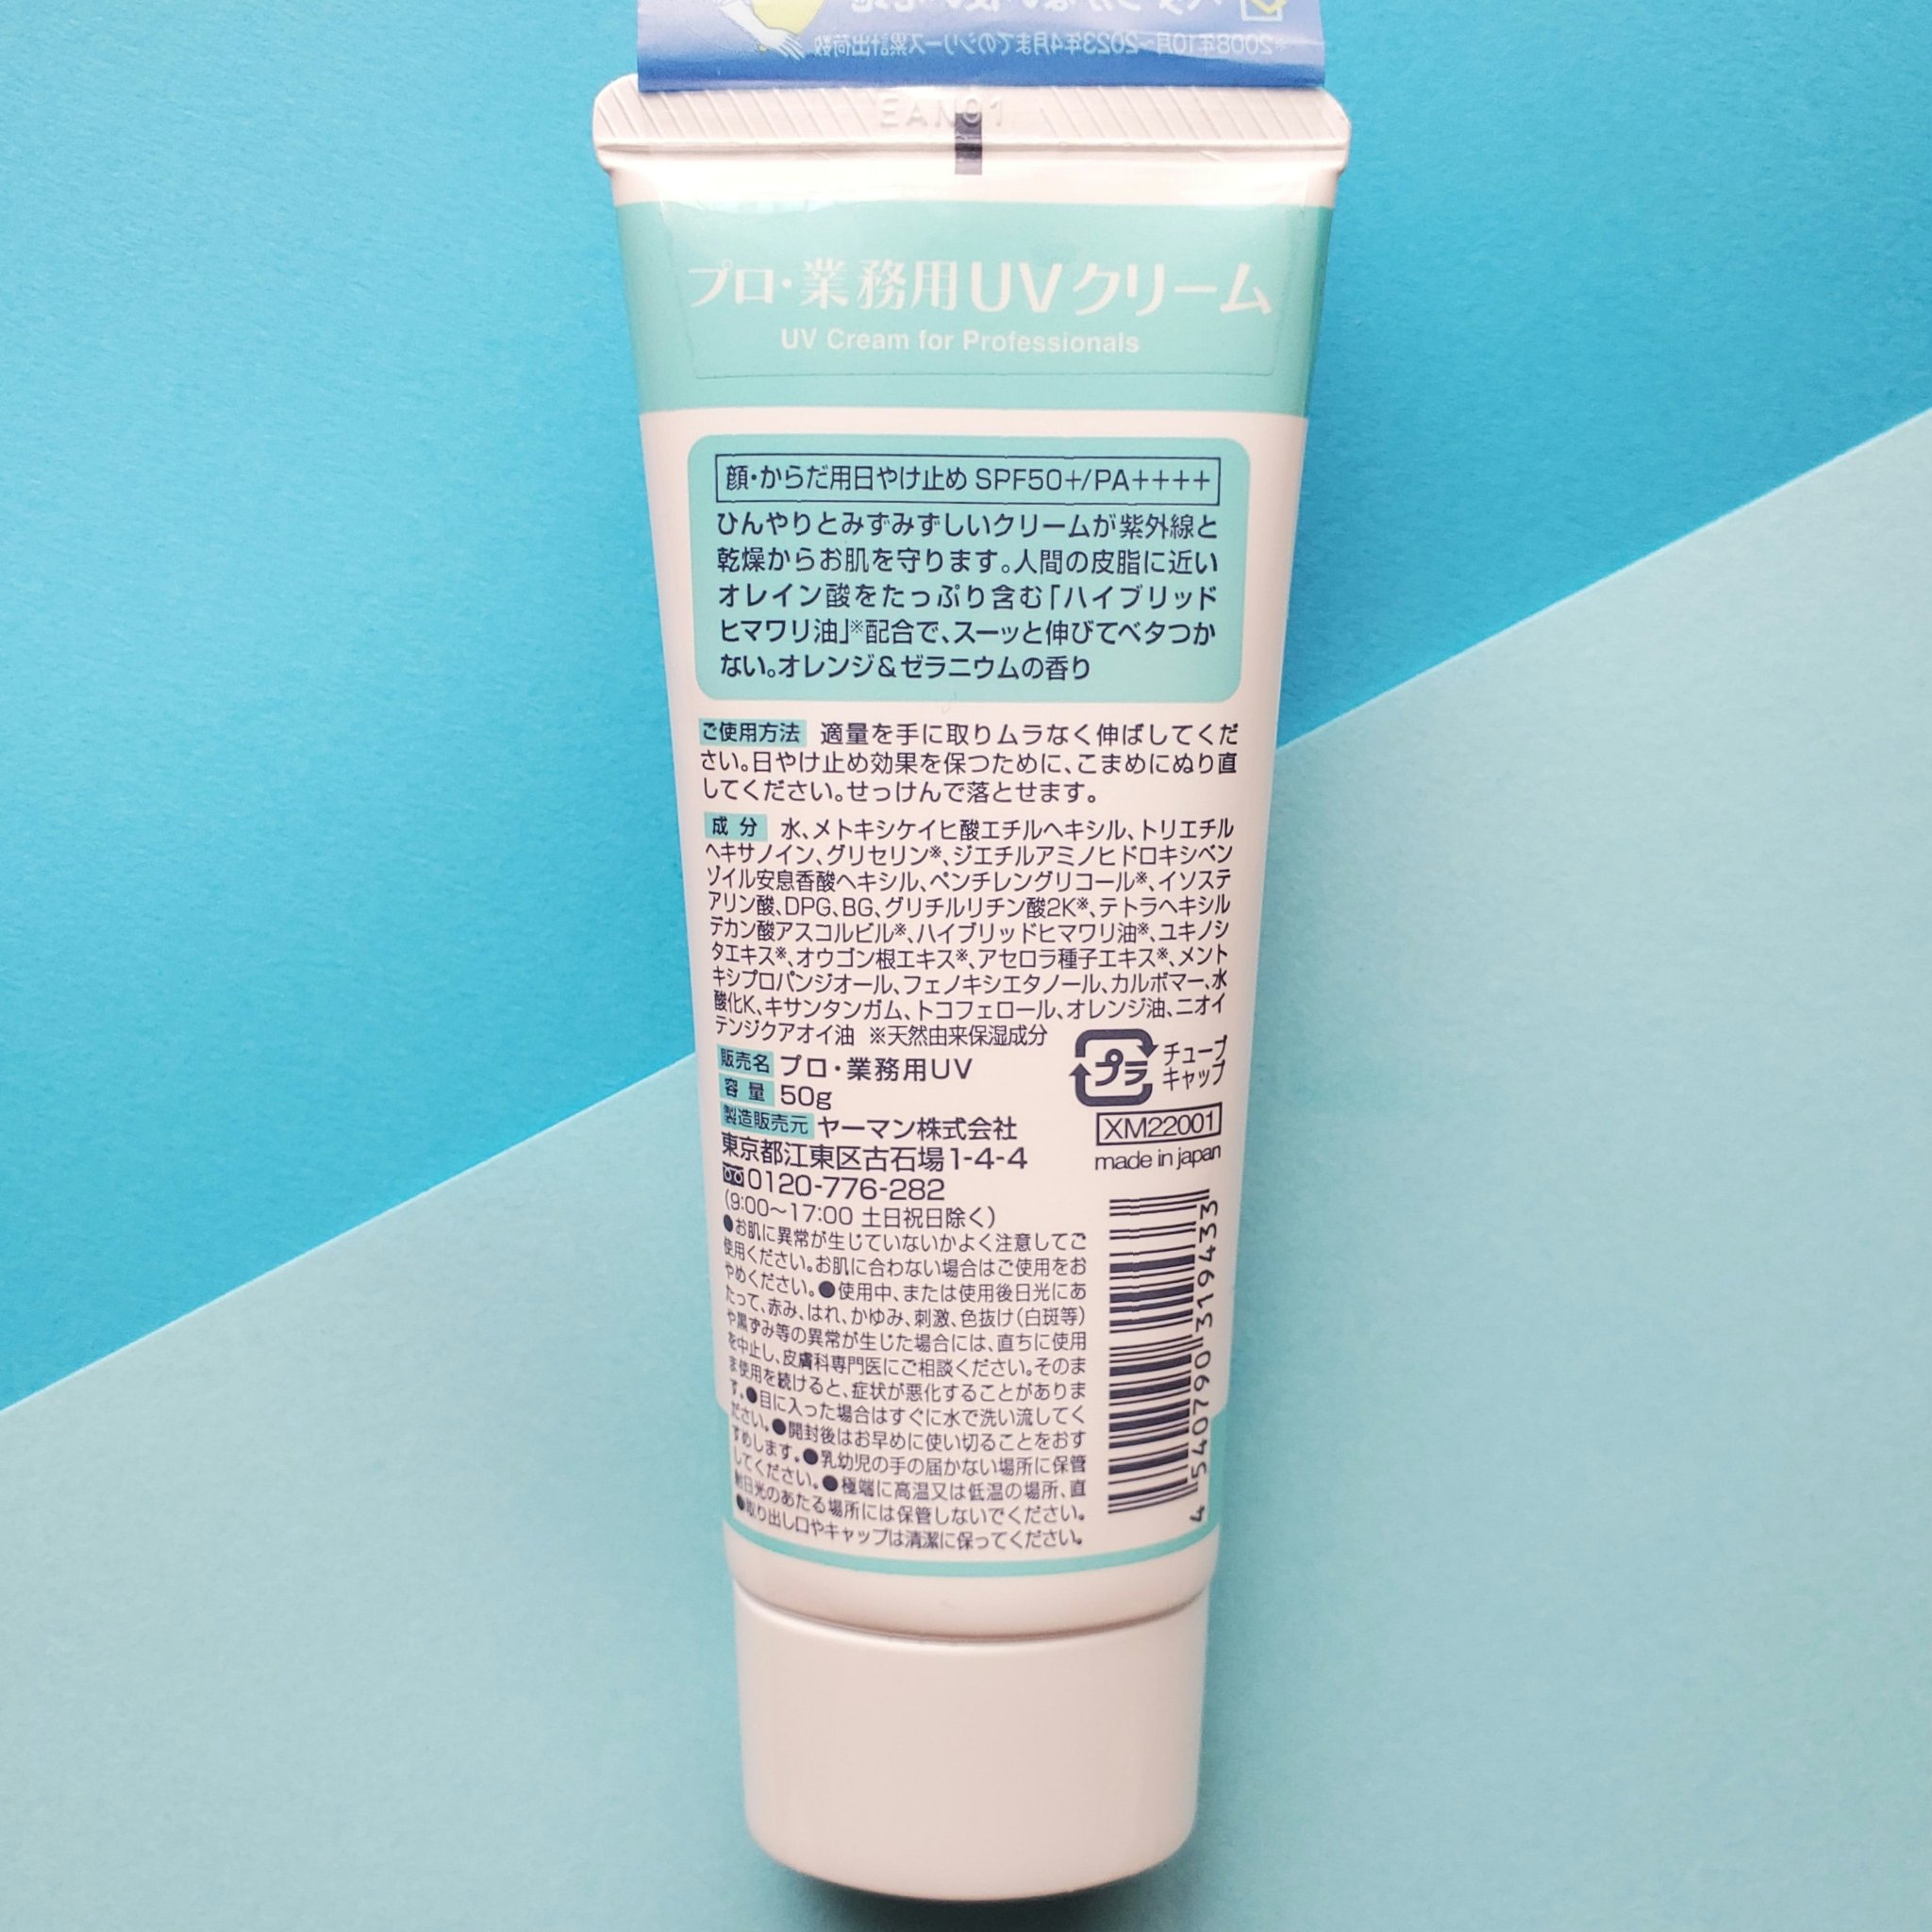 ※2008年10月~2023年4月までのシリーズ累計出荷数
EAN91
プロ・業務用UVクリーム
UV Cream for Professionals
顔・からだ用日やけ止め SPF50+/PA++++
ひんやりとみずみずしいクリームが紫外線と
乾燥からお肌を守ります。人間の皮脂に近い
オレイン酸をたっぷり含む「ハイブリッド
ヒマワリ油」※配合で、スーッと伸びてベタつか
ない。オレンジ&ゼラニウムの香り
ご使用方法 適量を手に取りムラなく伸ばしてくだ
さい。日やけ止め効果を保つために、こまめにぬり直
してください。せっけんで落とせます。
成分 水、メトキシケイヒ酸エチルヘキシル、トリエチル
ヘキサノイン、グリセリン※、ジエチルアミノヒドロキシベン
ゾイル安息香酸ヘキシル、ペンチレングリコール※、イソステ
アリン酸、DPG、BG、グリチルリチン酸2K※、テトラヘキシル
デカン酸アスコルビル※、ハイブリッドヒマワリ油※、ユキノシ
タエキス※、オウゴン根エキス※、アセロラ種子エキス※、メント
キシプロパンジオール、フェノキシエタノール、カルボマー、水
酸化K、キサンタンガム、トコフェロール、オレンジ油、ニオイ
テンジクアオイ油 ※天然由来保湿成分
販売名 プロ・業務用UV
容量 50g
製造販売元 ヤーマン株式会社
東京都江東区古石場1-4-4
0120-776-282
(9:00〜17:00 土日祝日除く)
プラ
チューブ
キャップ
XM22001
made in japan
●お肌に異常が生じていないかよく注意してご
使用ください。お肌に合わない場合はご使用をお
やめください。●使用中、または使用後日光にあ
たって、赤み、はれ、かゆみ、刺激、色抜け(白斑等)
や黒ずみ等の異常が生じた場合には、直ちに使用
を中止し、皮膚科専門医にご相談ください。そのま
ま使用を続けると、症状が悪化することがありま
す。●目に入った場合はすぐに水で洗い流してく
ださい。●開封後はお早めに使い切ることをおす
すめします。●乳幼児の手の届かない場所に保管
してください。●極端に高温又は低温の場所、直
射日光のあたる場所には保管しないでください。
●取り出し口やキャップは清潔に保ってください。
4 540790 319433